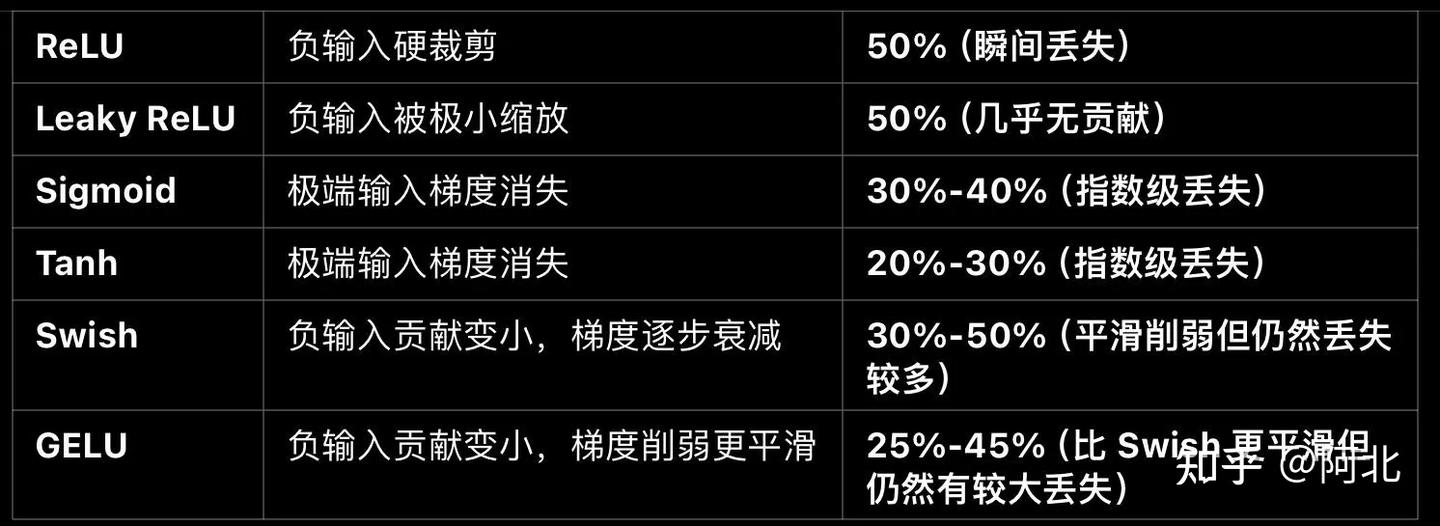 ReLU 负输入硬裁剪 50% (瞬间丢失)
Leaky ReLU 负输入被极小缩放 50% (几乎无贡献)
Sigmoid 极端输入梯度消失 30%-40% (指数级丢失)
Tanh 极端输入梯度消失 20%-30% (指数级丢失)
Swish 负输入贡献变小，梯度逐步衰减 30%-50% (平滑削弱但仍然丢失
较多)
GELU 负输入贡献变小，梯度削弱更平滑 25%-45% (比 Swish 更平滑但
仍然有较大丢失)
知乎 @阿北